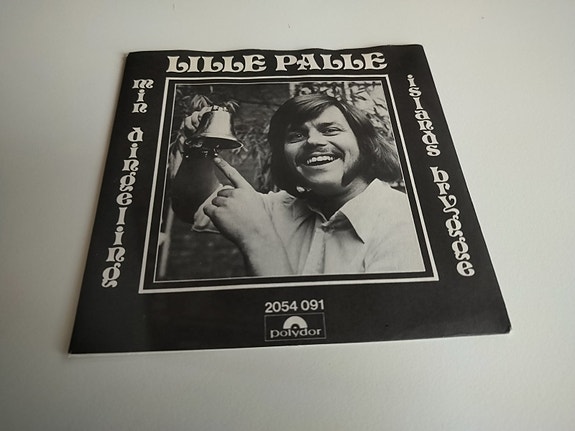 LILLE PALLE
min dingeling
islands brygge
2054 091
polydor